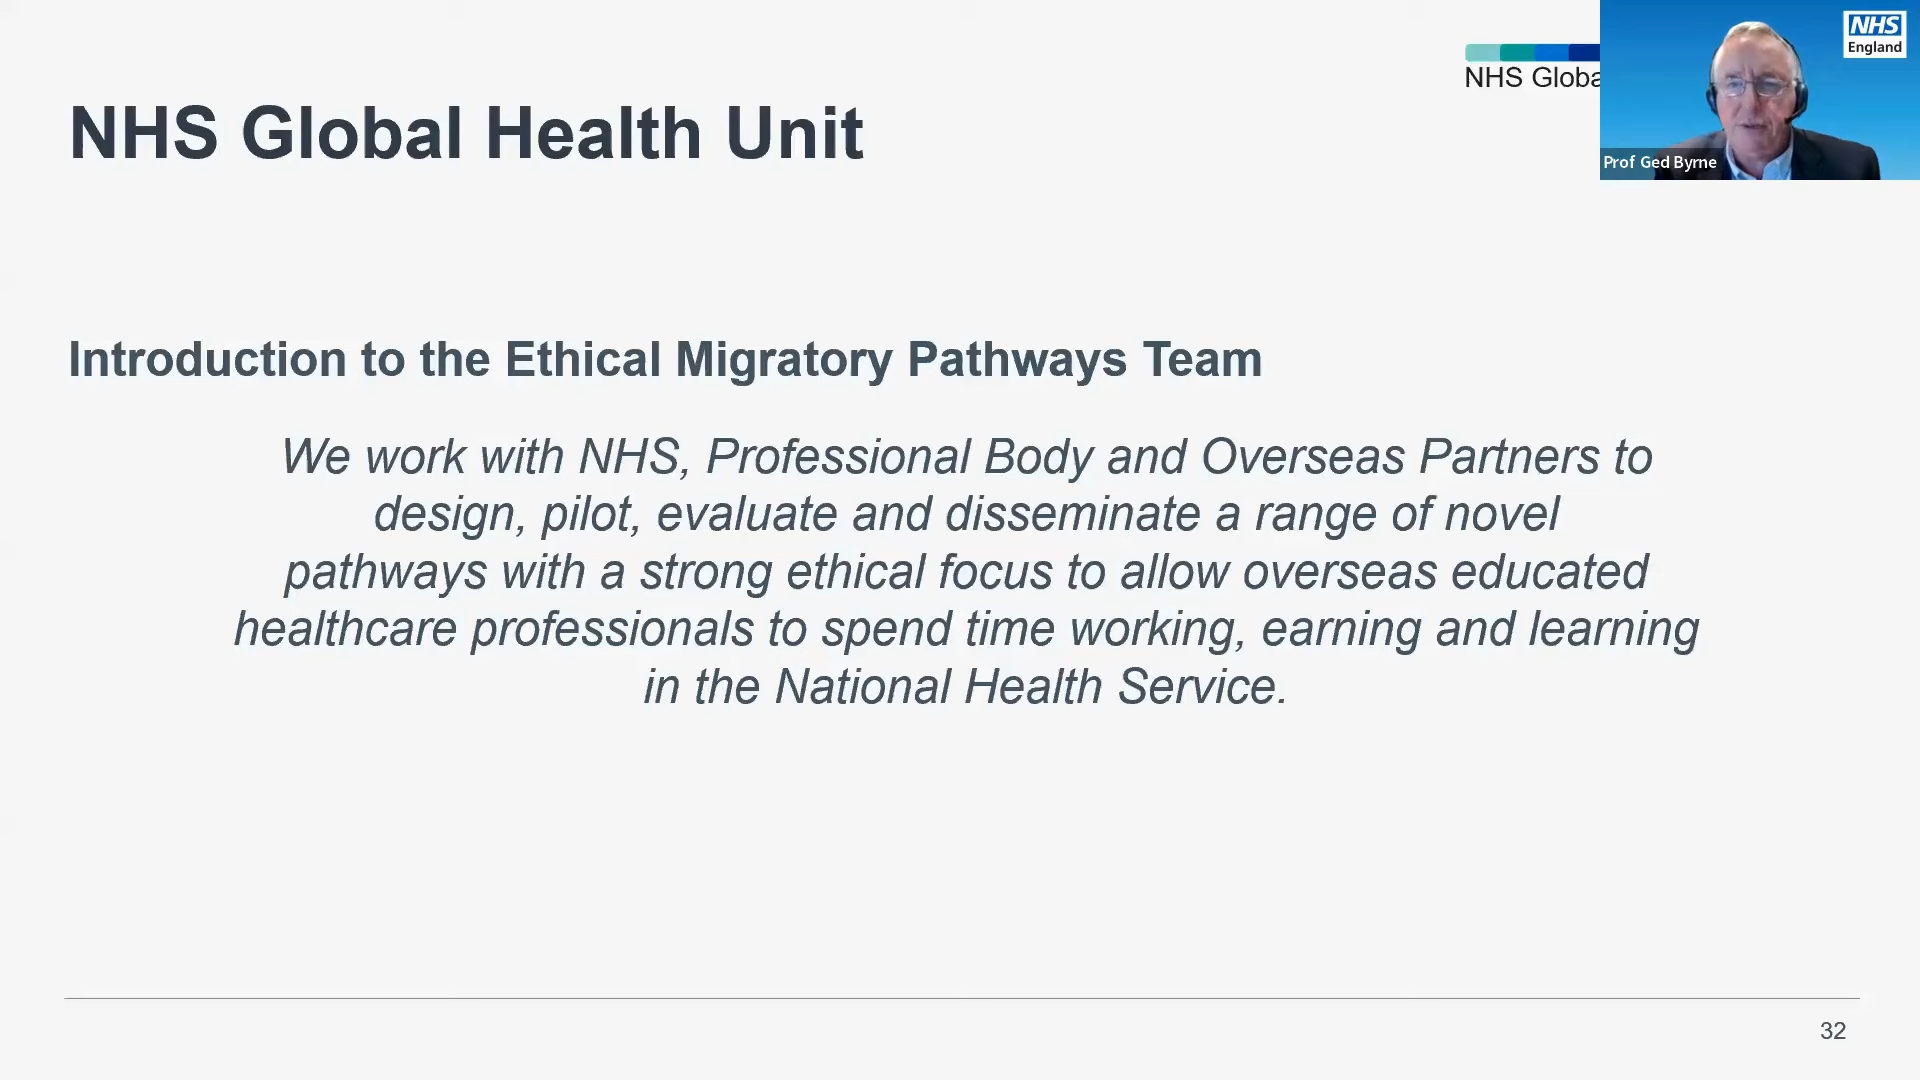 NHS
England
NHS Globa
NHS Global Health Unit
Prof Ged Byrne
Introduction to the Ethical Migratory Pathways Team
We work with NHS, Professional Body and Overseas Partners to
design, pilot, evaluate and disseminate a range of novel
pathways with a strong ethical focus to allow overseas educated
healthcare professionals to spend time working, earning and learning
in the National Health Service.
32